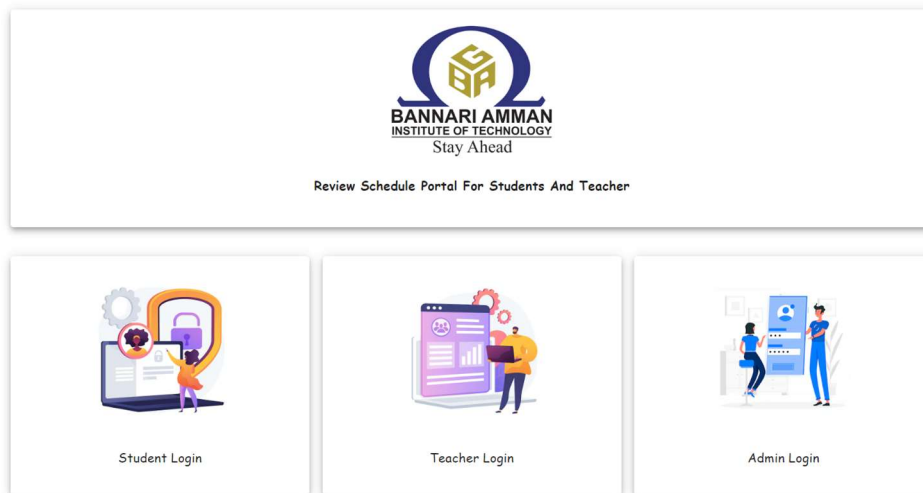 GBA
BANNARI AMMAN
INSTITUTE OF TECHNOLOGY
Stay Ahead
Review Schedule Portal For Students And Teacher
Student Login
Teacher Login
Admin Login